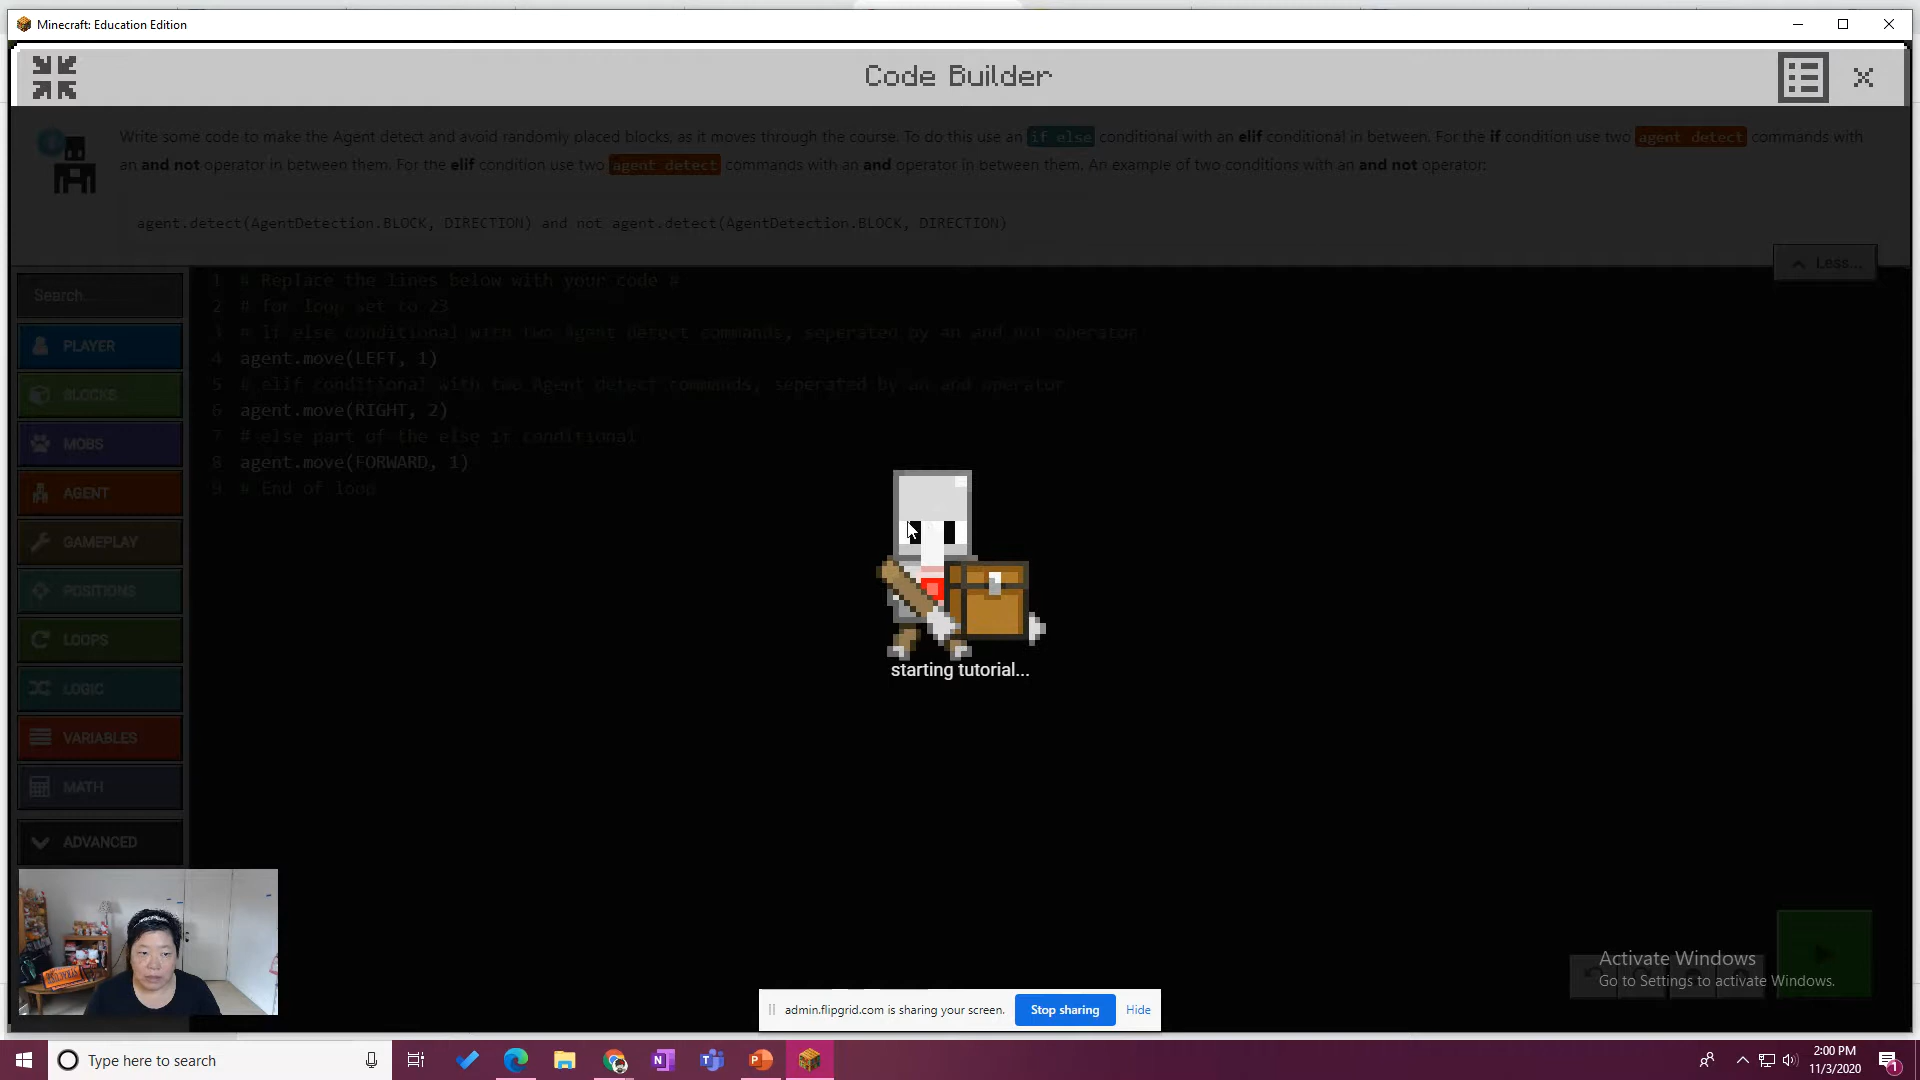 Minecraft: Education Edition
Code Builder
Write some code to make the Agent detect and avoid randomly placed blocks, as it moves through the course. To do this use an if else conditional with an elif conditional in between. For the if condition use two agent detect commands with
an and not operator in between them. For the elif condition use two agent detect commands with an and operator in between them. An example of two conditions with an and not operator:
agent.detect(AgentDetection.BLOCK, DIRECTION) and not agent.detect(AgentDetection.BLOCK, DIRECTION)
Less...
Search...
PLAYER
BLOCKS
MOBS
AGENT
GAMEPLAY
POSITIONS
LOOPS
LOGIC
VARIABLES
MATH
ADVANCED
1 # Replace the lines below with your code #
2 # for loop set to 23
3 # if else conditional with two Agent Detect commands, seperated by an and not operator
4 agent.move(LEFT, 1)
5 # elif conditional with two Agent detect commands, seperated by an and operator
6 agent.move(RIGHT, 2)
7 # else part of the else if conditional
8 agent.move(FORWARD, 1)
9 # End of loop
starting tutorial...
Activate Windows
Go to Settings to activate Windows.
admin.flipgrid.com is sharing your screen.
Stop sharing
Hide
Type here to search
2:00 PM
11/3/2020
1